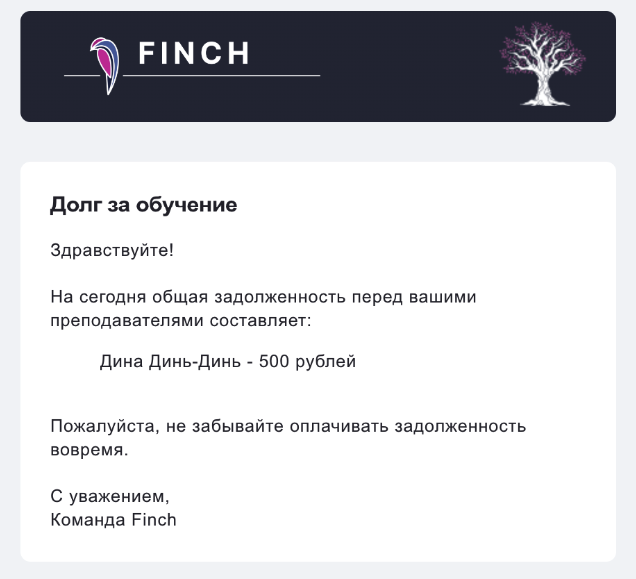 FINCH
Долг за обучение
Здравствуйте!
На сегодня общая задолженность перед вашими
преподавателями составляет:
Дина Динь-Динь - 500 рублей
Пожалуйста, не забывайте оплачивать задолженность
вовремя.
С уважением,
Команда Finch